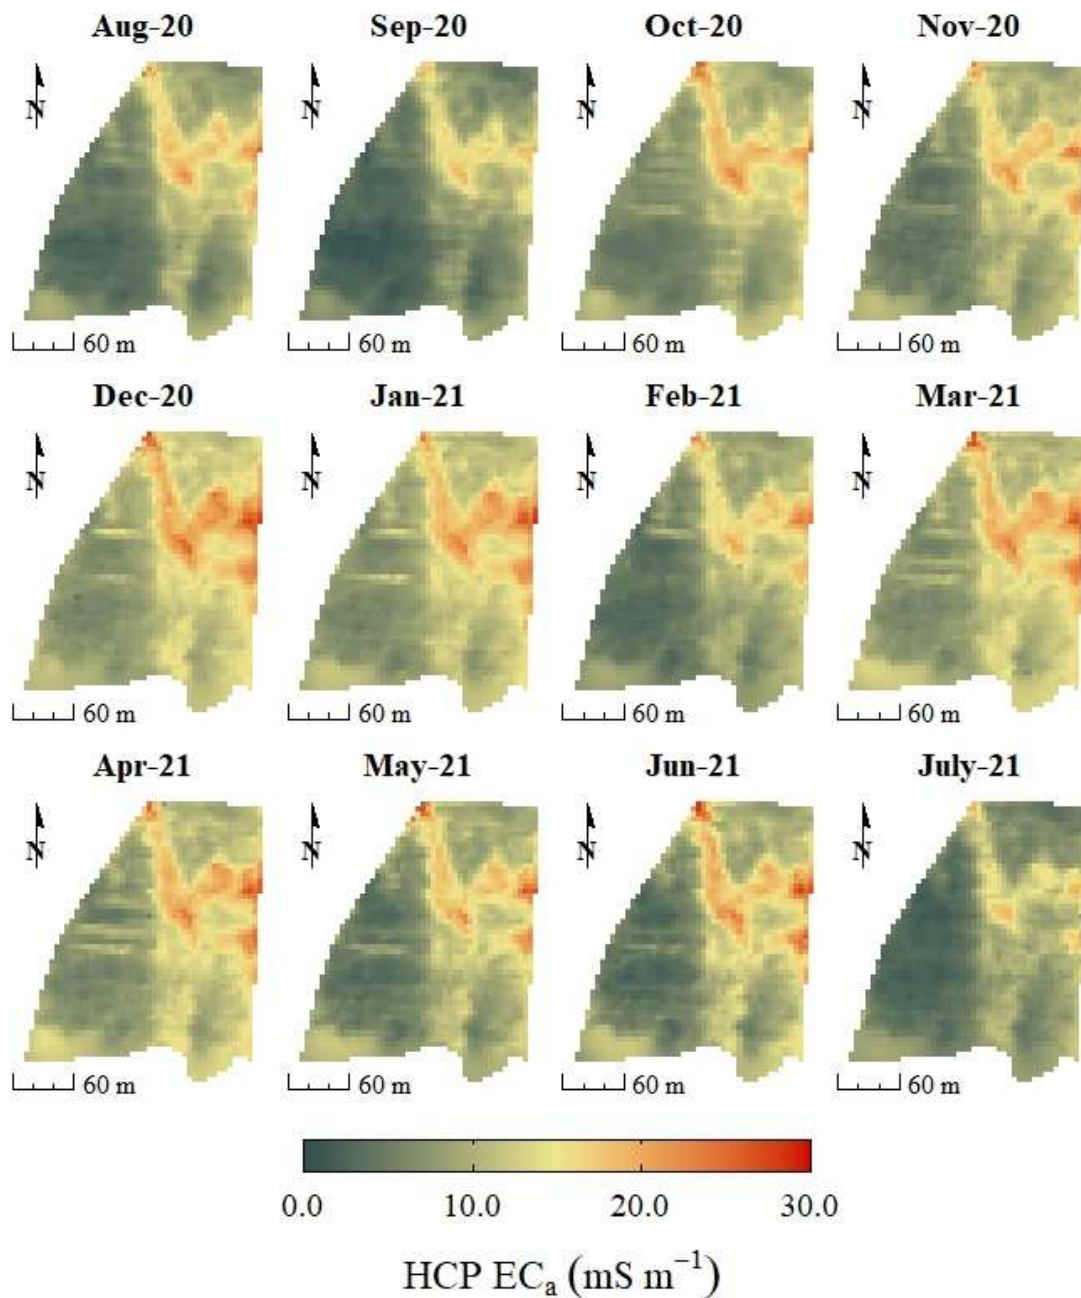 Aug-20 Sep-20 Oct-20 Nov-20
N N N N
60 m 60 m 60 m 60 m
Dec-20 Jan-21 Feb-21 Mar-21
N N N N
60 m 60 m 60 m 60 m
Apr-21 May-21 Jun-21 July-21
N N N N
60 m 60 m 60 m 60 m
0.0 10.0 20.0 30.0
HCP ECa (mS m⁻¹)